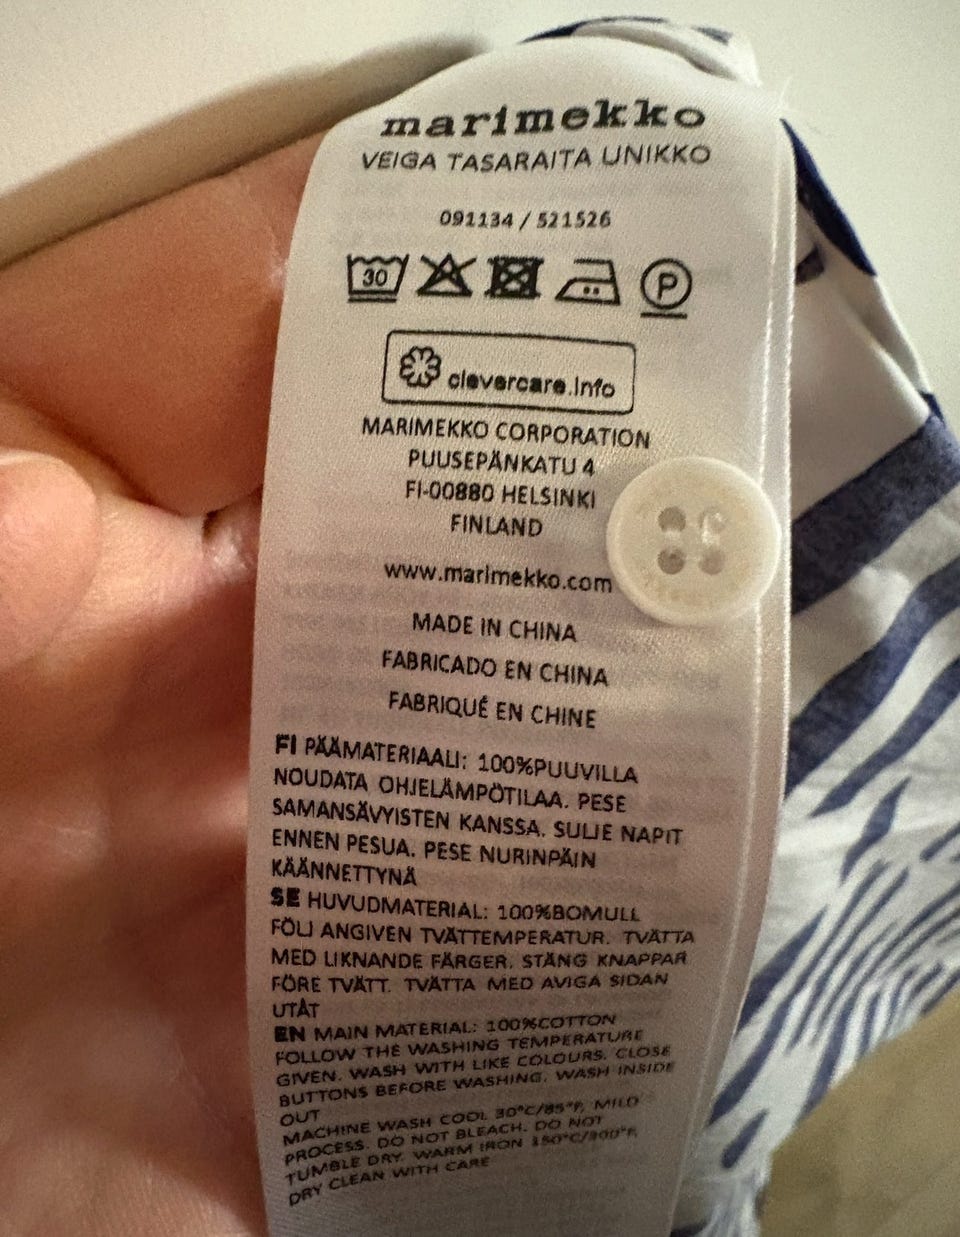 marimekko
VEIGA TASARAITA UNIKKO
091134 / 521526
30
P
clevercare.info
MARIMEKKO CORPORATION
PUUSEPÄNKATU 4
FI-00880 HELSINKI
FINLAND
www.marimekko.com
MADE IN CHINA
FABRICADO EN CHINA
FABRIQUÉ EN CHINE
FI PÄÄMATERIAALI: 100%PUUVILLA
NOUDATA OHJELÄMPÖTILAA. PESE
SAMANSÄVYISTEN KANSSA. SULJE NAPIT
ENNEN PESUA. PESE NURINPÄIN
KÄÄNNETTYNÄ
SE HUVUDMATERIAL: 100%BOMULL
FÖLJ ANGIVEN TVÄTTEMPERATUR. TVÄTTA
MED LIKNANDE FÄRGER. STÄNG KNAPPAR
FÖRE TVÄTT. TVÄTTA MED AVIGA SIDAN
UTÅT
EN MAIN MATERIAL: 100%COTTON
FOLLOW THE WASHING TEMPERATURE
GIVEN. WASH WITH LIKE COLOURS. CLOSE
BUTTONS BEFORE WASHING. WASH INSIDE
OUT
MACHINE WASH COOL 30°C/85°F, MILD
PROCESS. DO NOT BLEACH. DO NOT
TUMBLE DRY. WARM IRON 150°C/300°F,
DRY CLEAN WITH CARE